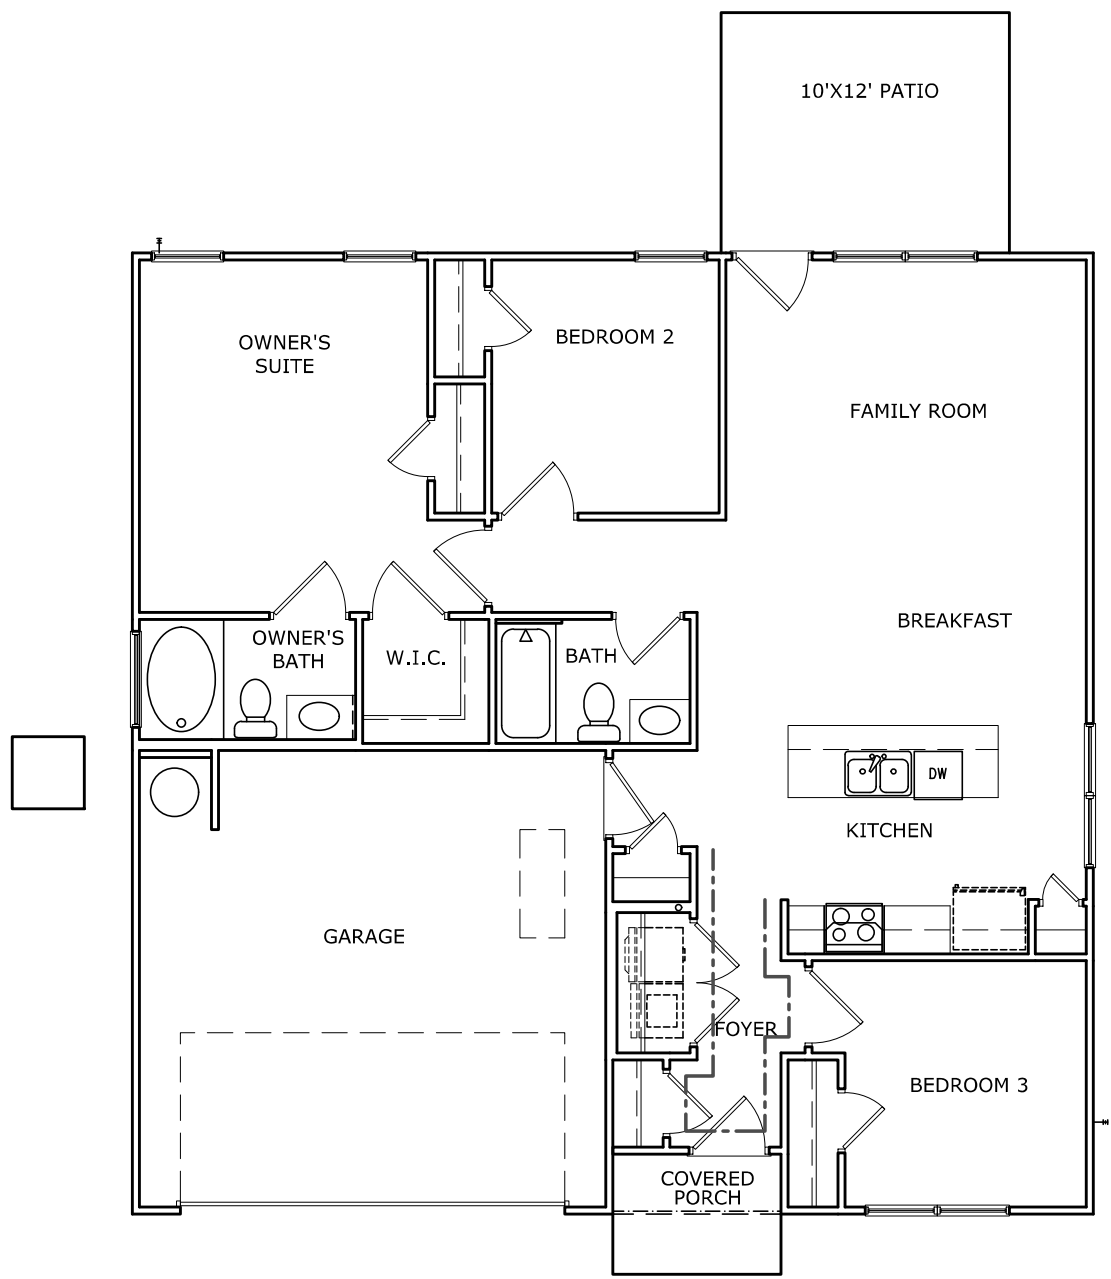 10'X12' PATIO
OWNER'S
SUITE
BEDROOM 2
FAMILY ROOM
BREAKFAST
OWNER'S
BATH
W.I.C.
BATH
DW
KITCHEN
GARAGE
FOYER
BEDROOM 3
COVERED
PORCH